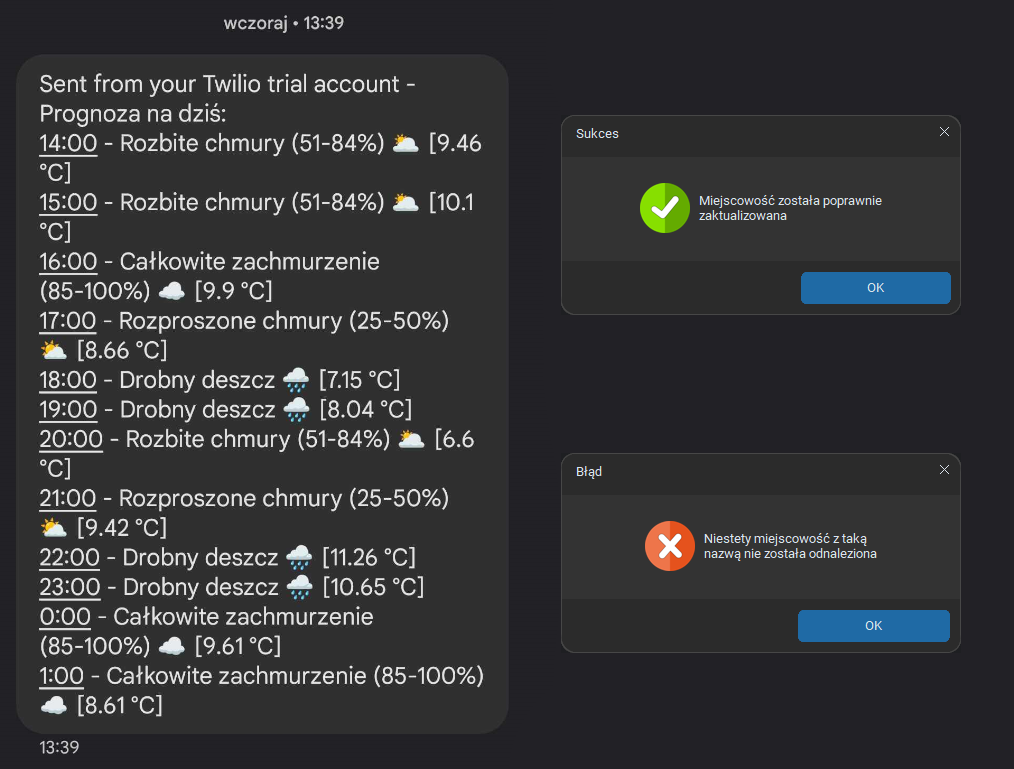 wczoraj • 13:39
Sent from your Twilio trial account -
Prognoza na dziś:
14:00 - Rozbite chmury (51-84%) 🌥️ [9.46
°C]
15:00 - Rozbite chmury (51-84%) 🌥️ [10.1
°C]
16:00 - Całkowite zachmurzenie
(85-100%) ☁️ [9.9 °C]
17:00 - Rozproszone chmury (25-50%)
⛅ [8.66 °C]
18:00 - Drobny deszcz 🌧️ [7.15 °C]
19:00 - Drobny deszcz 🌧️ [8.04 °C]
20:00 - Rozbite chmury (51-84%) 🌥️ [6.6
°C]
21:00 - Rozproszone chmury (25-50%)
⛅ [9.42 °C]
22:00 - Drobny deszcz 🌧️ [11.26 °C]
23:00 - Drobny deszcz 🌧️ [10.65 °C]
0:00 - Całkowite zachmurzenie
(85-100%) ☁️ [9.61 °C]
1:00 - Całkowite zachmurzenie (85-100%)
☁️ [8.61 °C]
13:39
Sukces
Miejscowość została poprawnie
zaktualizowana
OK
Błąd
Niestety miejscowość z taką
nazwą nie została odnaleziona
OK